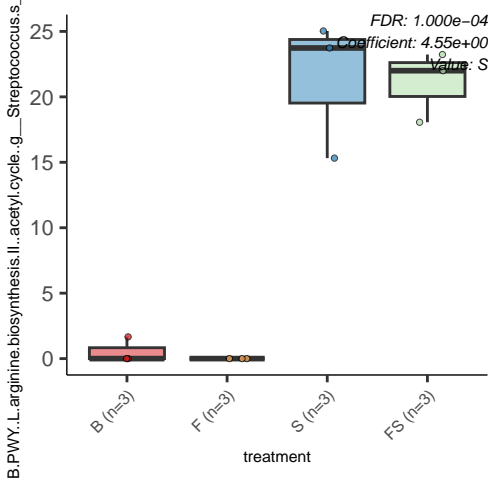 FDR: 1.000e−04
Coefficient: 4.55e+00
Value: S
B.PWY..L.arginine.biosynthesis.II..acetyl.cycle..g__Streptococcus.s_
25
20
15
10
5
0
B (n=3)
F (n=3)
S (n=3)
FS (n=3)
treatment